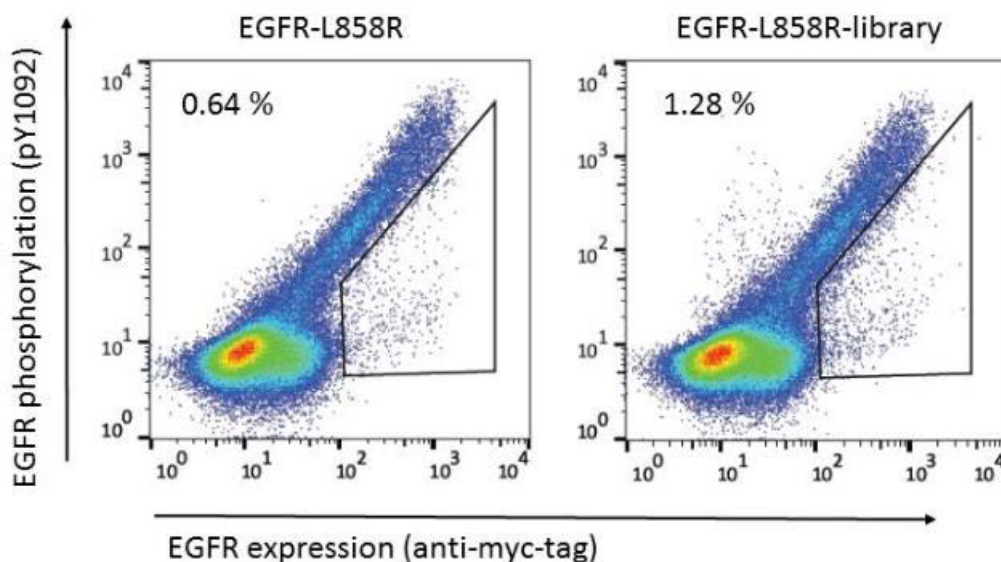 EGFR-L858R
EGFR-L858R-library
EGFR phosphorylation (pY1092)
10^4
0.64 %
10^3
10^2
10^1
10^0
10^0 10^1 10^2 10^3 10^4
10^4
1.28 %
10^3
10^2
10^1
10^0
10^0 10^1 10^2 10^3 10^4
EGFR expression (anti-myc-tag)